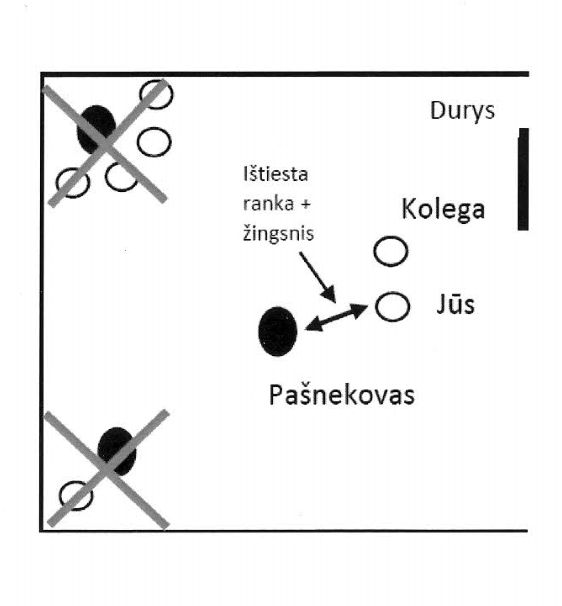 Durys
Ištiesta
ranka +
žingsnis
Kolega
Jūs
Pašnekovas